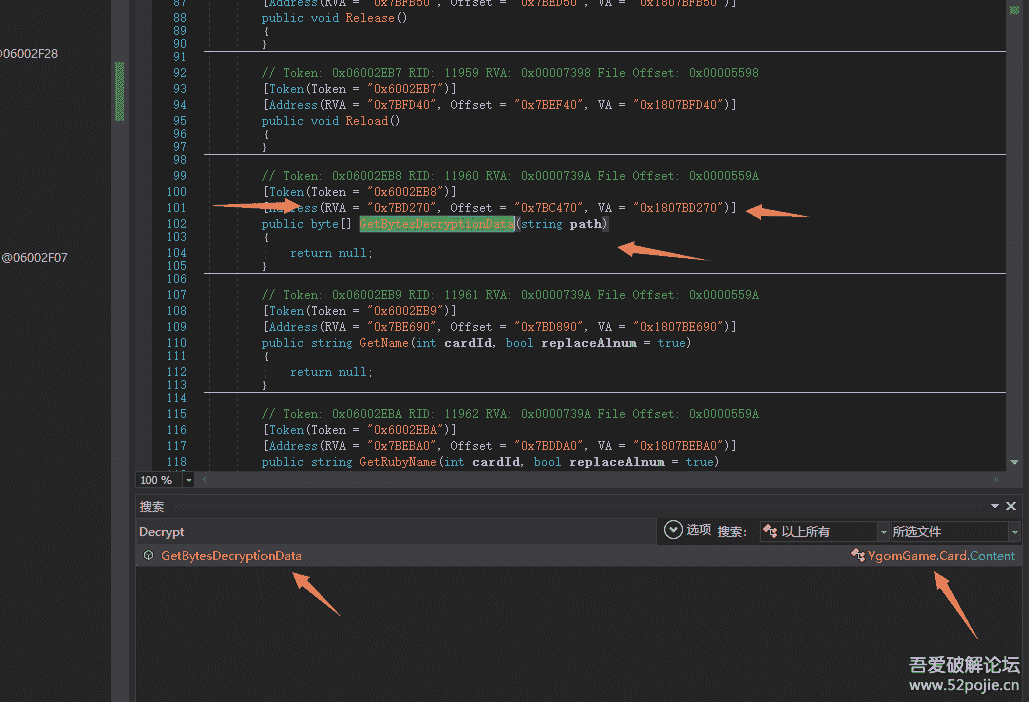 87 [Address(RVA = "0x7BFB50", Offset = "0x7BED50", VA = "0x1807BFB50")]
88 public void Release()
89 {
90 }
91
92 // Token: 0x06002EB7 RID: 11959 RVA: 0x00007398 File Offset: 0x00005598
93 [Token(Token = "0x6002EB7")]
94 [Address(RVA = "0x7BFD40", Offset = "0x7BEF40", VA = "0x1807BFD40")]
95 public void Reload()
96 {
97 }
98
99 // Token: 0x06002EB8 RID: 11960 RVA: 0x0000739A File Offset: 0x0000559A
100 [Token(Token = "0x6002EB8")]
101 [Address(RVA = "0x7BD270", Offset = "0x7BC470", VA = "0x1807BD270")]
102 public byte[] GetBytesDecryptionData(string path)
103 {
104 return null;
105 }
106
107 // Token: 0x06002EB9 RID: 11961 RVA: 0x0000739A File Offset: 0x0000559A
108 [Token(Token = "0x6002EB9")]
109 [Address(RVA = "0x7BE690", Offset = "0x7BD890", VA = "0x1807BE690")]
110 public string GetName(int cardId, bool replaceAlnum = true)
111 {
112 return null;
113 }
114
115 // Token: 0x06002EBA RID: 11962 RVA: 0x0000739A File Offset: 0x0000559A
116 [Token(Token = "0x6002EBA")]
117 [Address(RVA = "0x7BEBA0", Offset = "0x7BDDA0", VA = "0x1807BEBA0")]
118 public string GetRubyName(int cardId, bool replaceAlnum = true)
@06002F28
@06002F07
100 %
搜索
Decrypt 选项 搜索: 以上所有 所选文件
GetBytesDecryptionData YgomGame.Card.Content
吾爱破解论坛
www.52pojie.cn